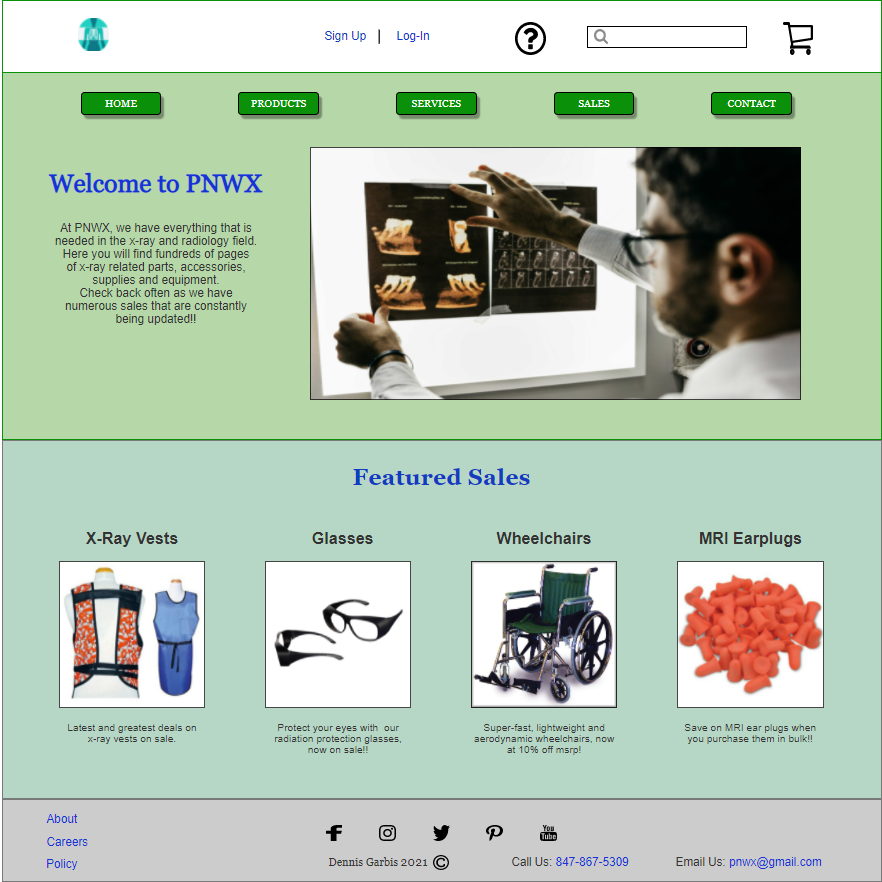 Sign Up | Log-In
HOME
PRODUCTS
SERVICES
SALES
CONTACT
Welcome to PNWX
At PNWX, we have everything that is
needed in the x-ray and radiology field.
Here you will find fundreds of pages
of x-ray related parts, accessories,
supplies and equipment.
Check back often as we have
numerous sales that are constantly
being updated!!
Featured Sales
X-Ray Vests
Glasses
Wheelchairs
MRI Earplugs
Latest and greatest deals on
x-ray vests on sale.
Protect your eyes with our
radiation protection glasses,
now on sale!!
Super-fast, lightweight and
aerodynamic wheelchairs, now
at 10% off msrp!
Save on MRI ear plugs when
you purchase them in bulk!!
About
Careers
Policy
You
Tube
Dennis Garbis 2021 ©
Call Us: 847-867-5309
Email Us: pnwx@gmail.com